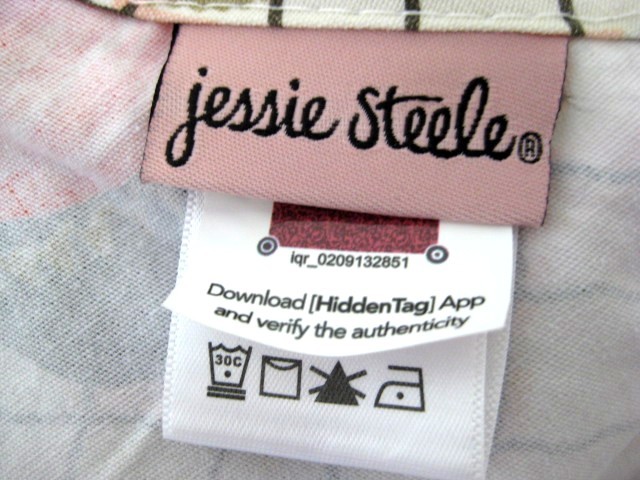 jessie steele®
iqr_0209132851
Download [HiddenTag] App
and verify the authenticity
30C